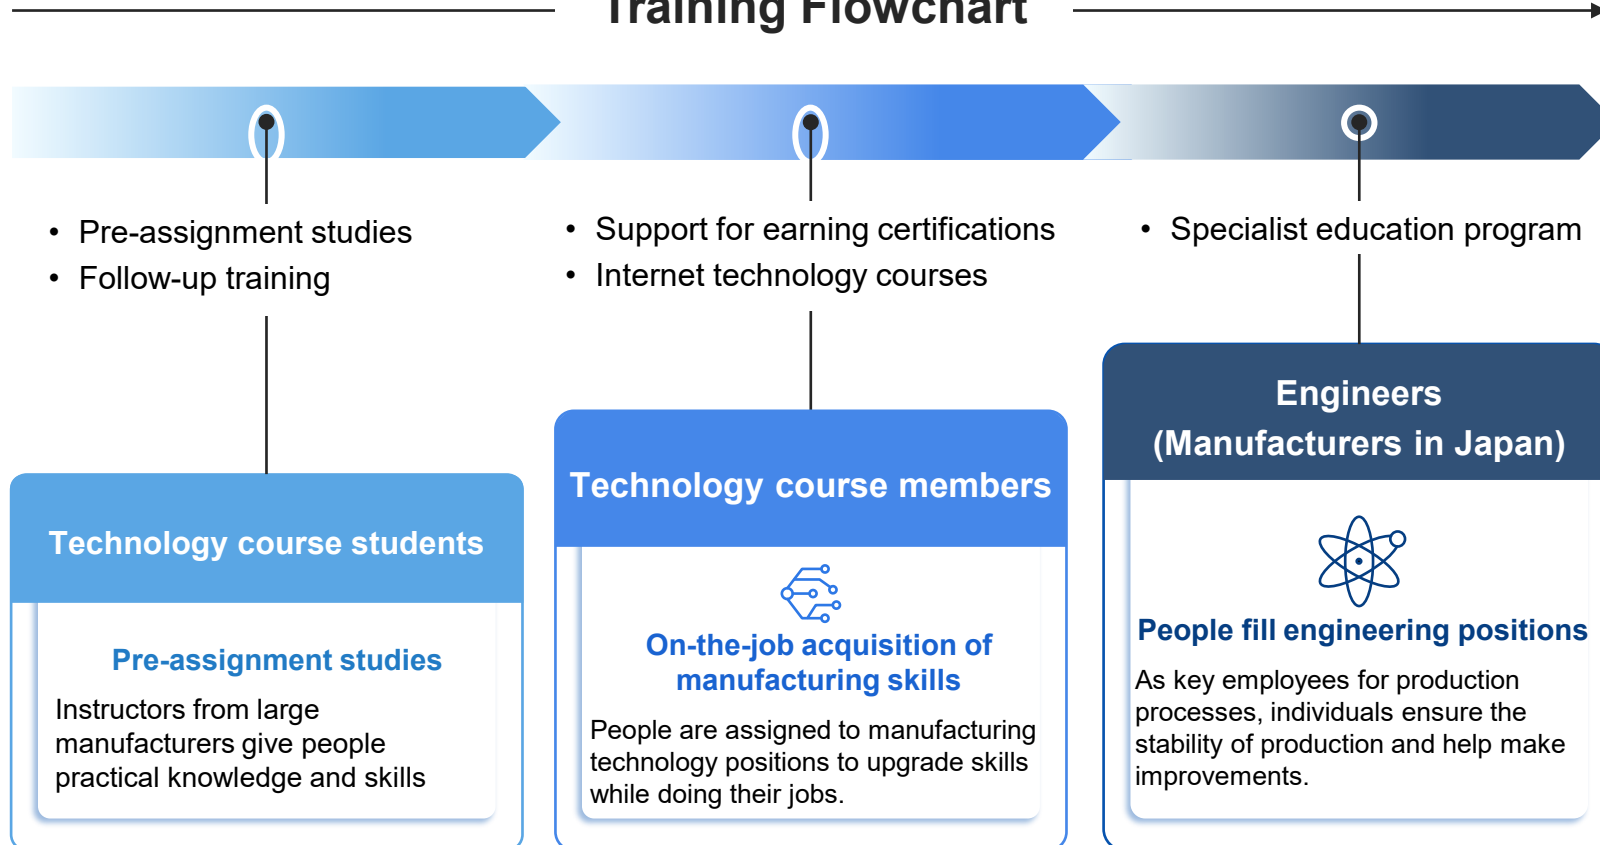 Training Flowchart
• Pre-assignment studies
• Follow-up training
• Support for earning certifications
• Internet technology courses
• Specialist education program
Technology course students
Pre-assignment studies
Instructors from large
manufacturers give people
practical knowledge and skills
Technology course members
On-the-job acquisition of
manufacturing skills
People are assigned to manufacturing
technology positions to upgrade skills
while doing their jobs.
Engineers
(Manufacturers in Japan)
People fill engineering positions
As key employees for production
processes, individuals ensure the
stability of production and help make
improvements.